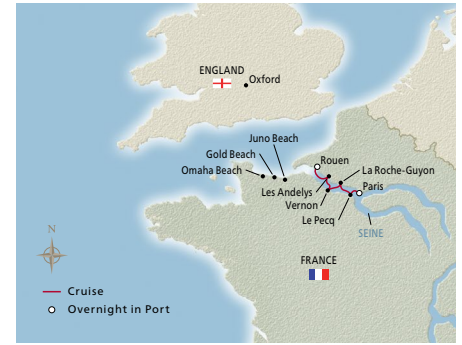 ENGLAND
Oxford
Juno Beach
Gold Beach
Omaha Beach
Rouen
La Roche-Guyon
Les Andelys
Paris
Vernon
Le Pecq
SEINE
N
FRANCE
Cruise
Overnight in Port